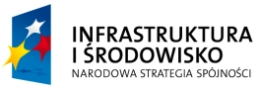 INFRASTRUKTURA
I ŚRODOWISKO
NARODOWA STRATEGIA SPÓJNOŚCI